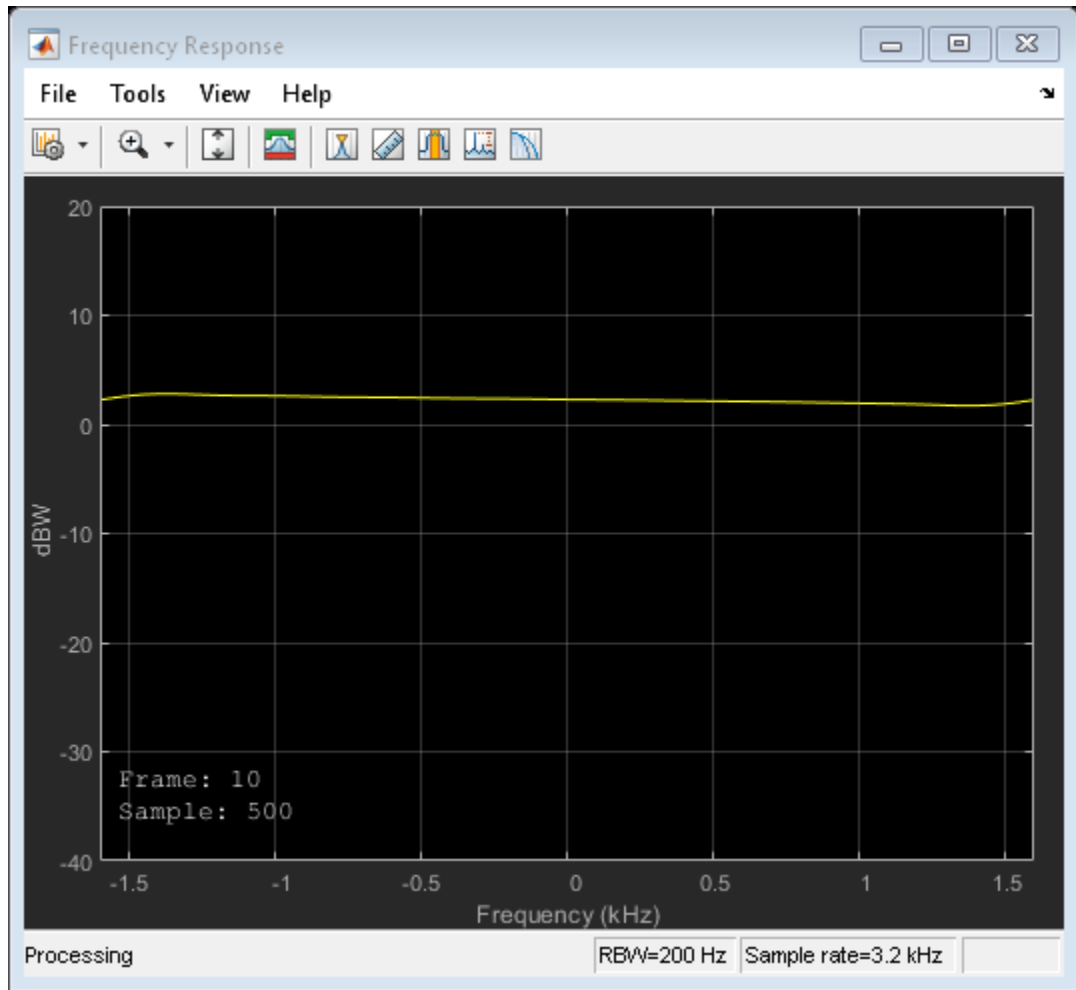 Frequency Response
File Tools View Help
20
10
0
-10
-20
-30
-40
dBW
Frame: 10
Sample: 500
-1.5 -1 -0.5 0 0.5 1 1.5
Frequency (kHz)
Processing RBW=200 Hz Sample rate=3.2 kHz